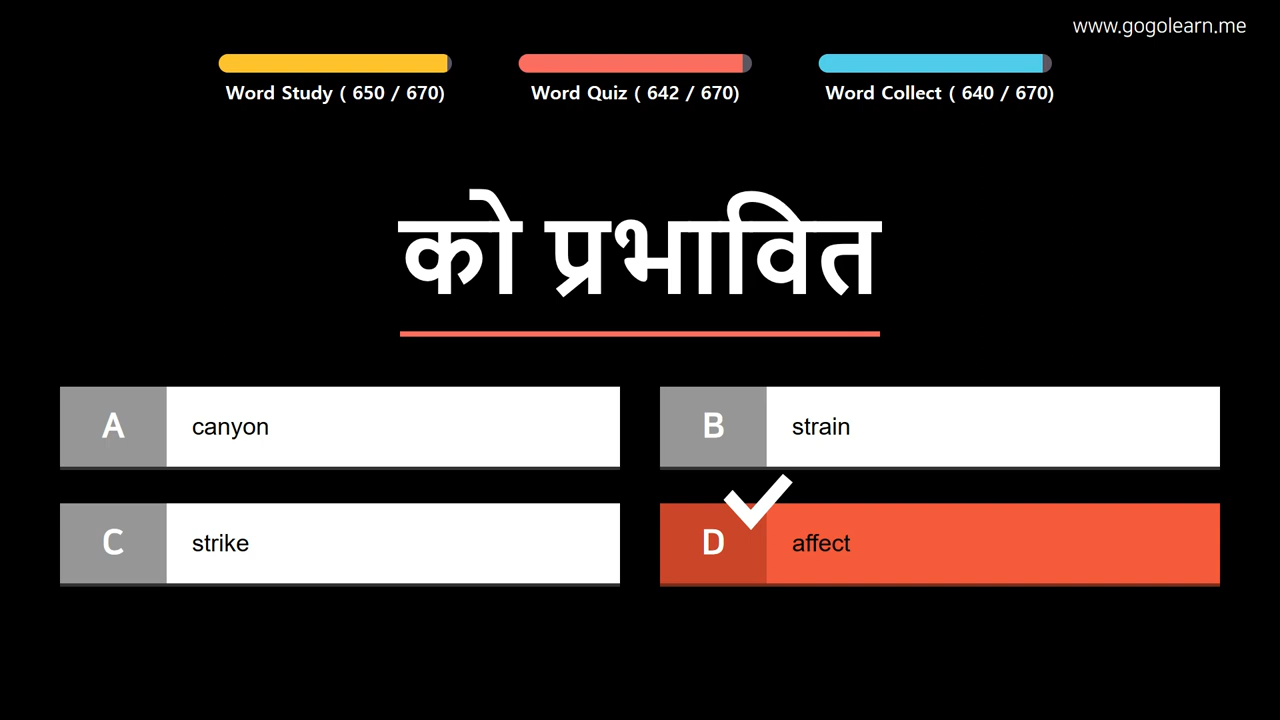 www.gogolearn.me
Word Study ( 650 / 670)
Word Quiz ( 642 / 670)
Word Collect ( 640 / 670)
को प्रभावित
A canyon
B strain
C strike
D affect